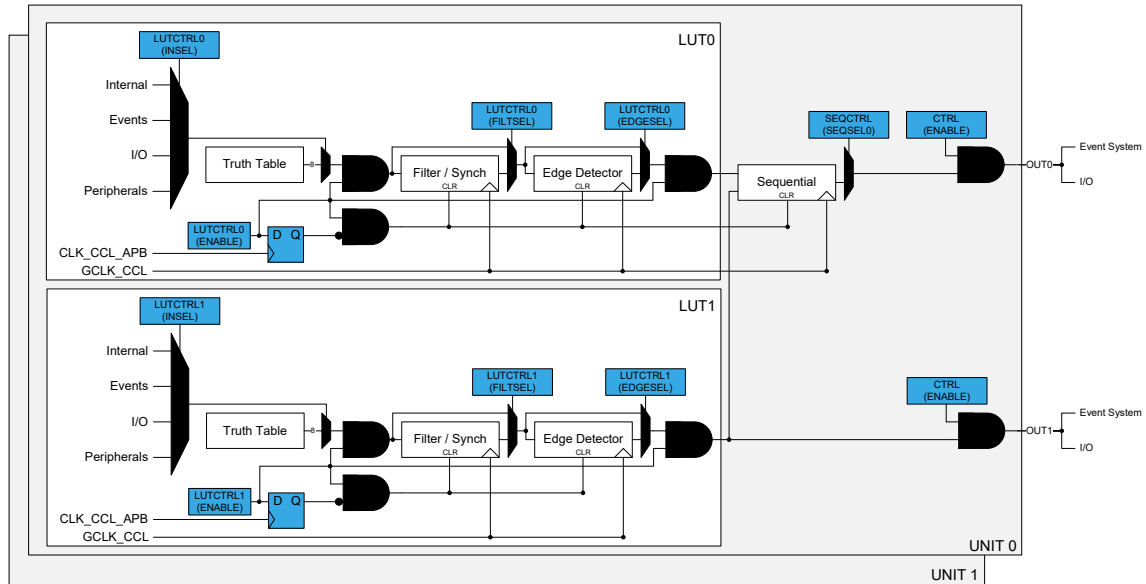 LUT0
LUTCTRL0
(INSEL)
Internal
Events
I/O
Peripherals
Truth Table
8
LUTCTRL0
(FILTSEL)
LUTCTRL0
(EDGESEL)
Filter / Synch
CLR
Edge Detector
CLR
LUTCTRL0
(ENABLE)
D Q
CLK_CCL_APB
GCLK_CCL
SEQCTRL
(SEQSEL0)
Sequential
CLR
CTRL
(ENABLE)
OUT0
Event System
I/O
LUT1
LUTCTRL1
(INSEL)
Internal
Events
I/O
Peripherals
Truth Table
8
LUTCTRL1
(FILTSEL)
LUTCTRL1
(EDGESEL)
Filter / Synch
CLR
Edge Detector
CLR
LUTCTRL1
(ENABLE)
D Q
CLK_CCL_APB
GCLK_CCL
CTRL
(ENABLE)
OUT1
Event System
I/O
UNIT 0
UNIT 1